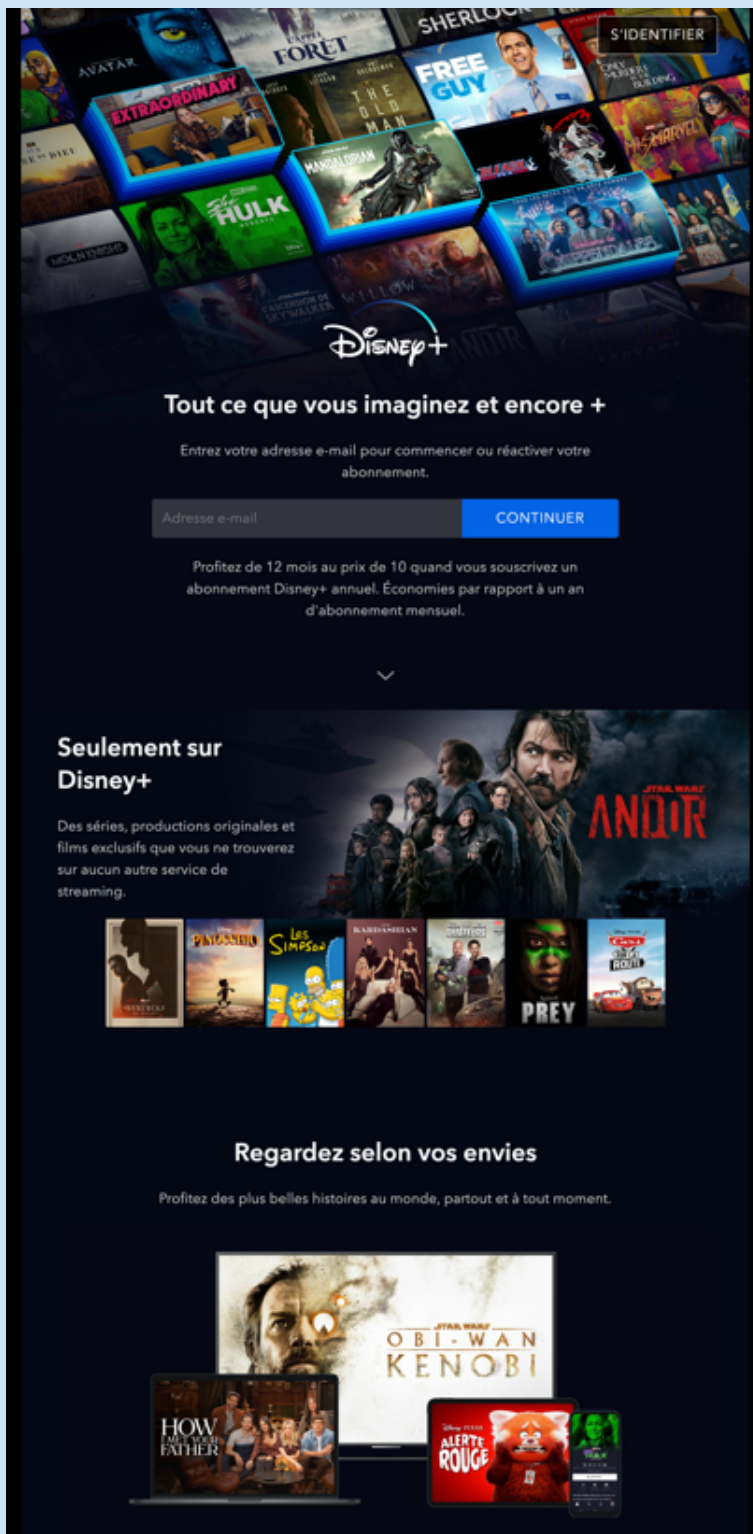 SHERLOCK
S'IDENTIFIER
AVATAR
FORET
EXTRAORDINARY
THE
OLD
MAN
FREE
GUY
ONLY
MURDERS
IN THE
BUILDING
MANDALORIAN
BLEACH
MS. MARVEL
She
HULK
MOON KNIGHT
L'ASCENSION DE
SKYWALKER
WILLOW
ANDOR
Disney+
Tout ce que vous imaginez et encore +
Entrez votre adresse e-mail pour commencer ou réactiver votre
abonnement.
Adresse e-mail
CONTINUER
Profitez de 12 mois au prix de 10 quand vous souscrivez un
abonnement Disney+ annuel. Économies par rapport à un an
d'abonnement mensuel.
Seulement sur
Disney+
Des séries, productions originales et
films exclusifs que vous ne trouverez
sur aucun autre service de
streaming.
STAR WARS
ANDOR
PINOCCHIO
LES
SIMPSON
KARDASHIAN
PREY
Cars
ROUTE
Regardez selon vos envies
Profitez des plus belles histoires au monde, partout et à tout moment.
STAR WARS
OBI-WAN
KENOBI
HOW
I MET YOUR
FATHER
Disney · PIXAR
ALERTE
ROUGE